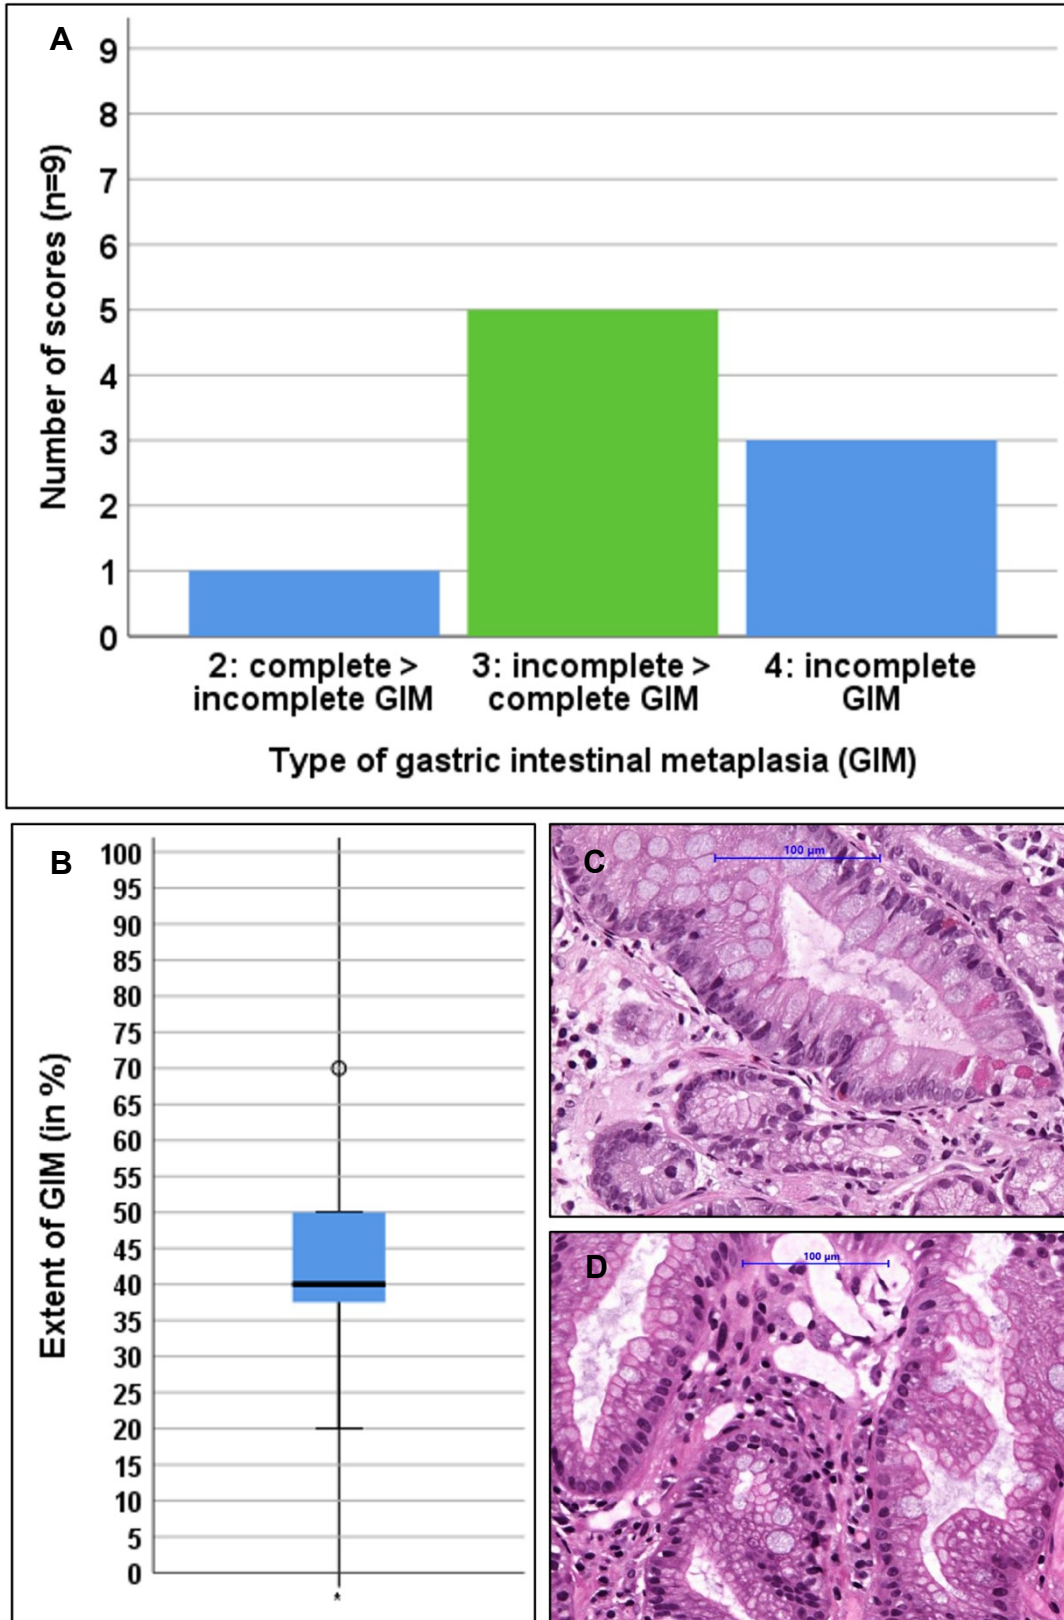 A
Number of scores (n=9)
9
8
7
6
5
4
3
2
1
0
2: complete >
incomplete GIM
3: incomplete >
complete GIM
4: incomplete
GIM
Type of gastric intestinal metaplasia (GIM)
B
Extent of GIM (in %)
100
95
90
85
80
75
70
65
60
55
50
45
40
35
30
25
20
15
10
5
0
*
C
100 µm
D
100 µm